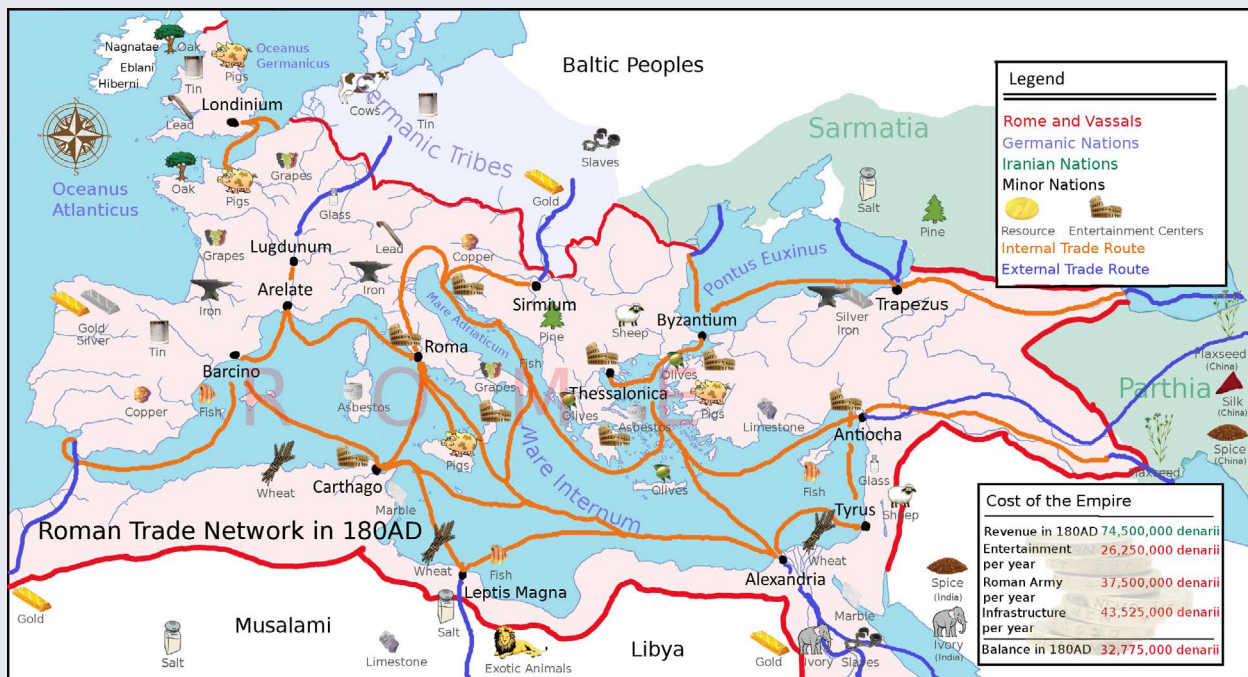 Nagnatae
Eblani
Hiberni
Oak
Tin
Pigs
Oceanus
Germanicus
Lead
Londinium
Oceanus
Atlanticus
Oak
Pigs
Grapes
Grapes
Glass
Lugdunum
Arelate
Iron
Lead
Iron
Cows
Tin
Germanic Tribes
Slaves
Gold
Baltic Peoples
Sarmatia
Salt
Pine
Copper
Sirmium
Pine
Sheep
Pontus Euxinus
Byzantium
Trapezus
Silver
Iron
Gold
Silver
Tin
Barcino
Copper
Fish
Roma
Asbestos
Mare Adriaticum
Fish
Grapes
Pigs
R O M E
Thessalonica
Olives
Olives
Asbestos
Pigs
Olives
Limestone
Antiocha
Fish
Glass
Tyrus
Sheep
Parthia
Flaxseed
(China)
Silk
(China)
Spice
(China)
Flaxseed
Wheat
Carthago
Marble
Mare Internum
Roman Trade Network in 180AD
Wheat
Fish
Leptis Magna
Alexandria
Wheat
Marble
Gold
Salt
Musalami
Limestone
Salt
Exotic Animals
Libya
Gold
Ivory
Slaves
Spice
(India)
Ivory
(India)
Legend
Rome and Vassals
Germanic Nations
Iranian Nations
Minor Nations
Resource
Entertainment Centers
Internal Trade Route
External Trade Route
Cost of the Empire
Revenue in 180AD 74,500,000 denarii
Entertainment 26,250,000 denarii
per year
Roman Army 37,500,000 denarii
per year
Infrastructure 43,525,000 denarii
per year
Balance in 180AD 32,775,000 denarii